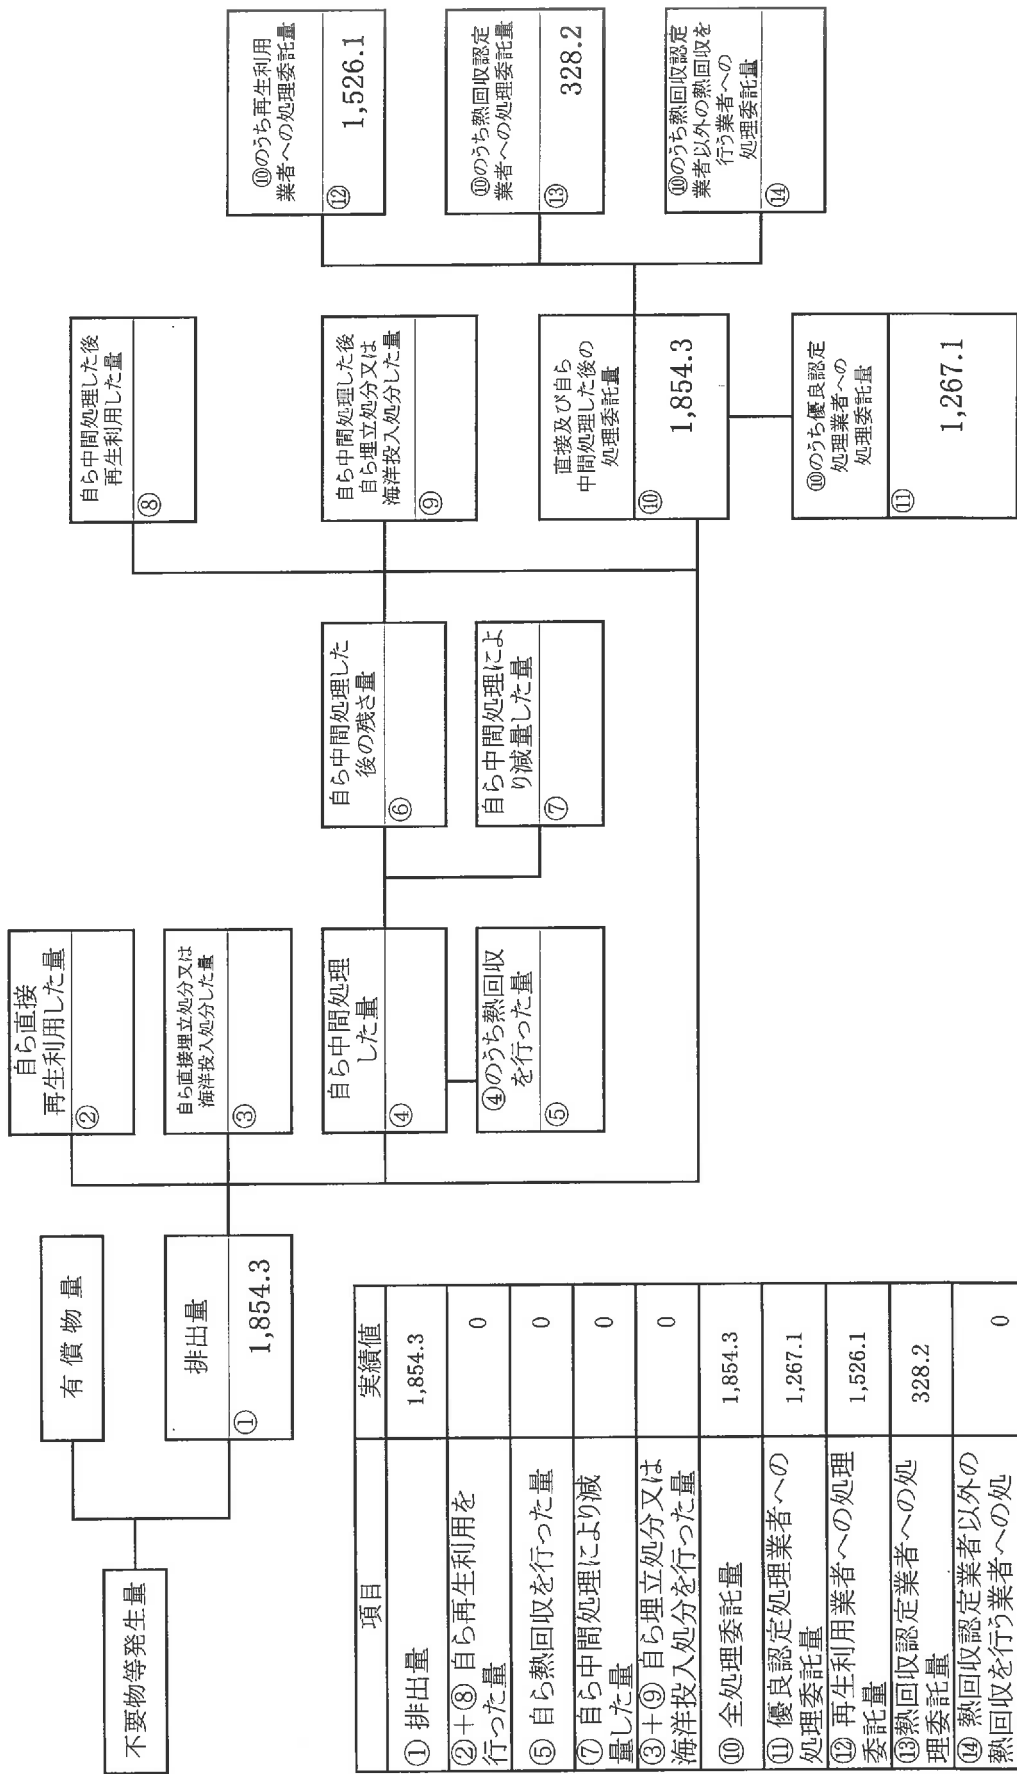 不要物等発生量
有償物量
排出量
①
1,854.3
自ら直接
再生利用した量
②
自ら直接埋立処分又は
海洋投入処分した量
③
自ら中間処理
した量
④
④のうち熱回収
を行った量
⑤
自ら中間処理した
後の残さ量
⑥
自ら中間処理によ
り減量した量
⑦
自ら中間処理した後
再生利用した量
⑧
自ら中間処理した後
自ら埋立処分又は
海洋投入処分した量
⑨
直接及び自ら
中間処理した後の
処理委託量
⑩
1,854.3
⑩のうち優良認定
処理業者への
処理委託量
⑪
1,267.1
⑩のうち再生利用
業者への処理委託量
⑫
1,526.1
⑩のうち熱回収認定
業者への処理委託量
⑬
328.2
⑩のうち熱回収認定
業者以外の熱回収を
行う業者への
処理委託量
⑭
項目 実績値
① 排出量 1,854.3
②+⑧ 自ら再生利用を
行った量 0
⑤ 自ら熱回収を行った量 0
⑦ 自ら中間処理により減
量した量 0
③+⑨ 自ら埋立処分又は
海洋投入処分を行った量 0
⑩ 全処理委託量 1,854.3
⑪ 優良認定処理業者への
処理委託量 1,267.1
⑫ 再生利用業者への処理
委託量 1,526.1
⑬熱回収認定業者への処
理委託量 328.2
⑭ 熱回収認定業者以外の
熱回収を行う業者への処 0